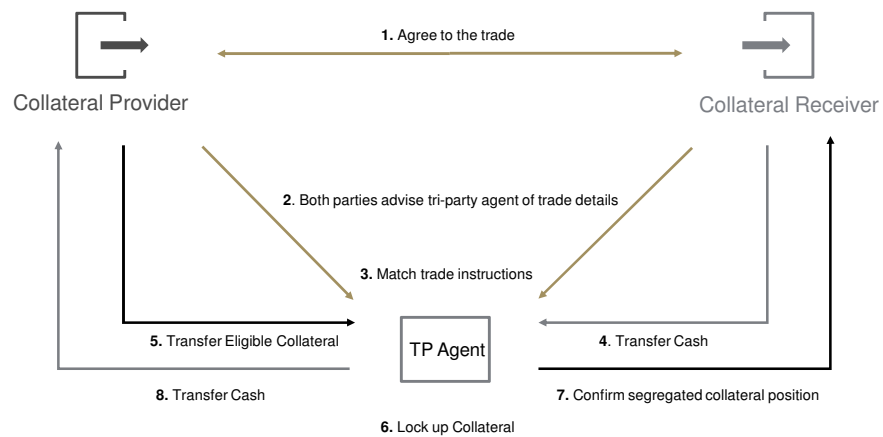 1. Agree to the trade
Collateral Provider
Collateral Receiver
2. Both parties advise tri-party agent of trade details
3. Match trade instructions
5. Transfer Eligible Collateral
TP Agent
4. Transfer Cash
8. Transfer Cash
7. Confirm segregated collateral position
6. Lock up Collateral